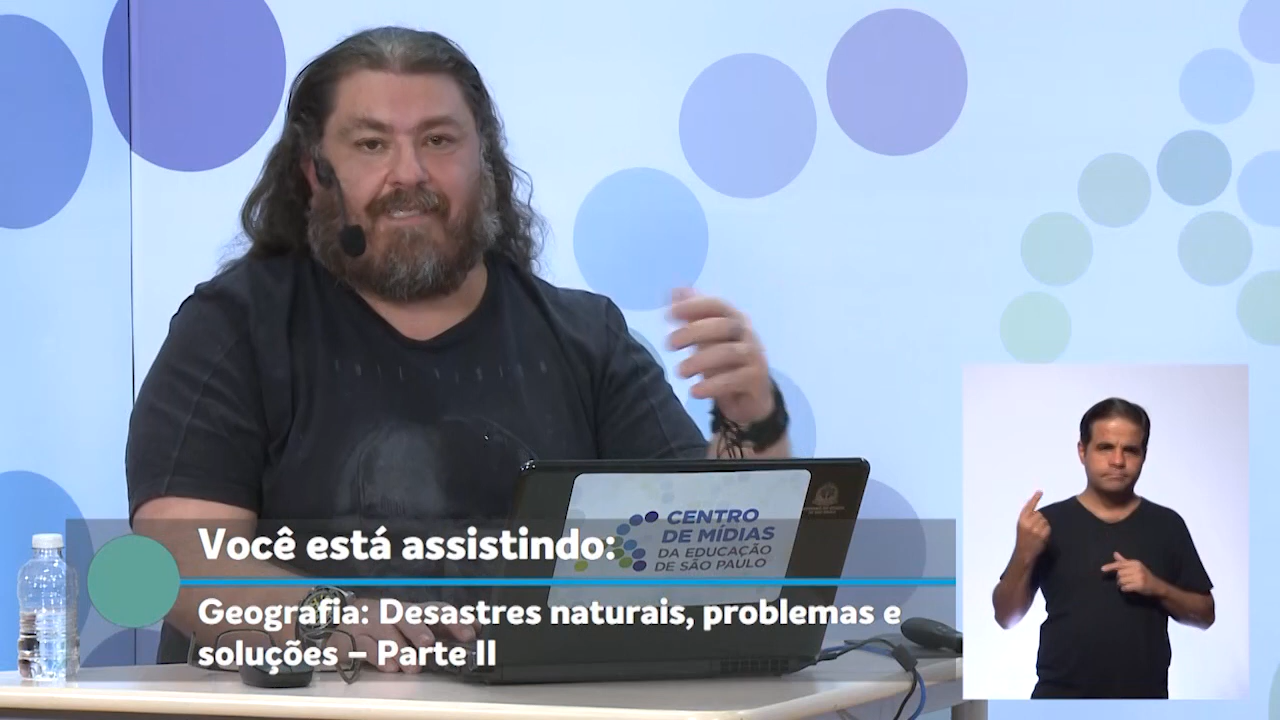 CENTRO
DE MÍDIAS
DA EDUCAÇÃO
DE SÃO PAULO
Você está assistindo:
Geografia: Desastres naturais, problemas e
soluções – Parte II